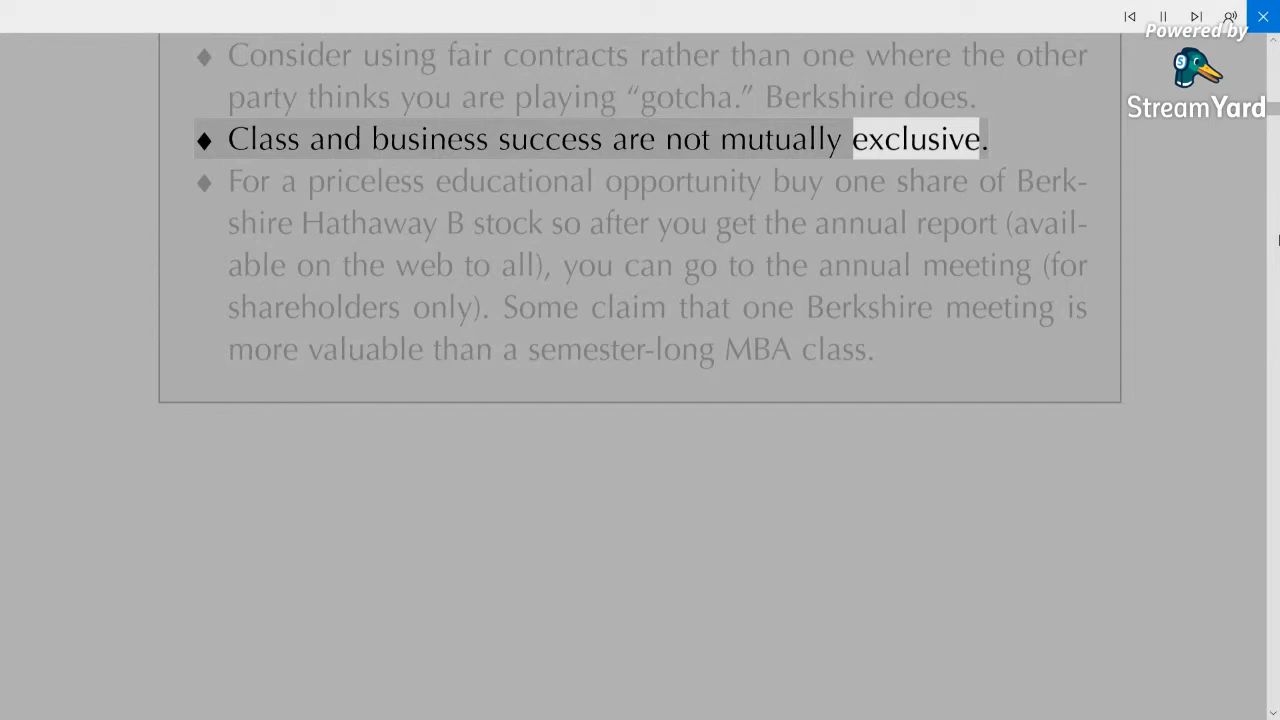 Powered by
StreamYard
♦ Consider using fair contracts rather than one where the other
party thinks you are playing “gotcha.” Berkshire does.
♦ Class and business success are not mutually exclusive.
♦ For a priceless educational opportunity buy one share of Berk-
shire Hathaway B stock so after you get the annual report (avail-
able on the web to all), you can go to the annual meeting (for
shareholders only). Some claim that one Berkshire meeting is
more valuable than a semester-long MBA class.